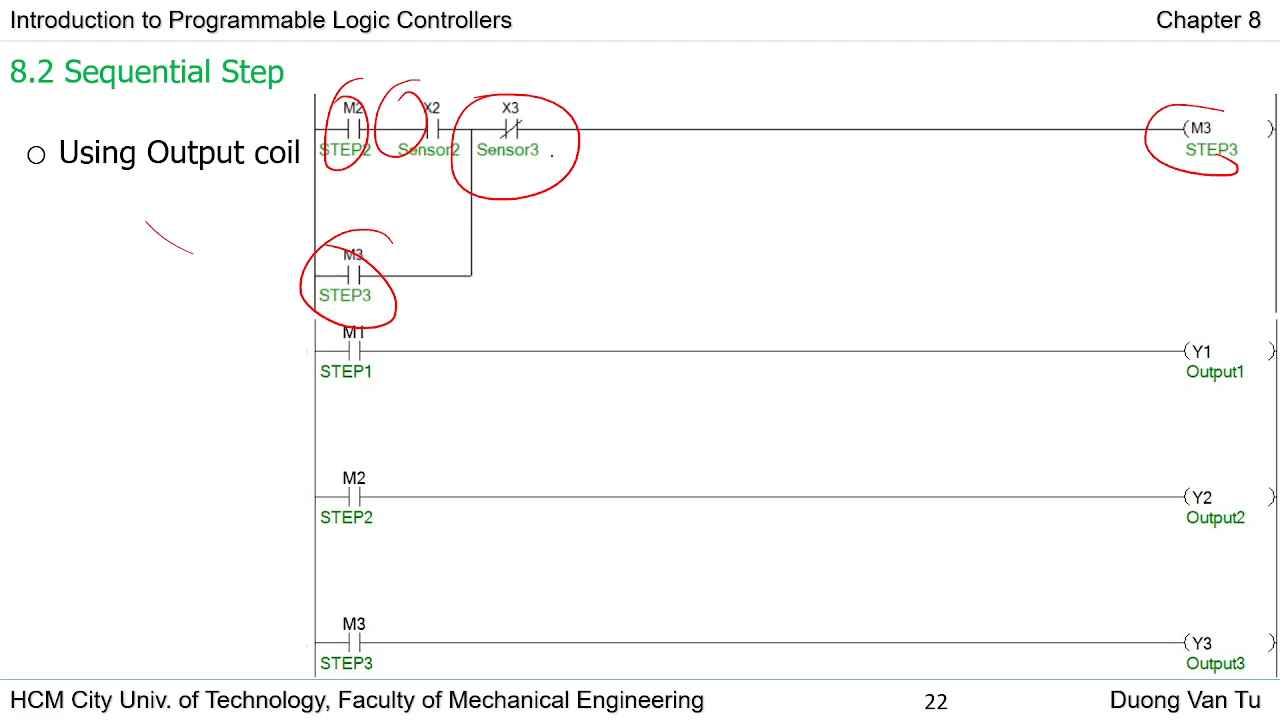 Introduction to Programmable Logic Controllers
Chapter 8
8.2 Sequential Step
M2 X2 X3
(M3 )
STEP2 Sensor2 Sensor3
STEP3
○ Using Output coil
M3
STEP3
M1
(Y1 )
STEP1
Output1
M2
(Y2 )
STEP2
Output2
M3
(Y3 )
STEP3
Output3
HCM City Univ. of Technology, Faculty of Mechanical Engineering
22
Duong Van Tu